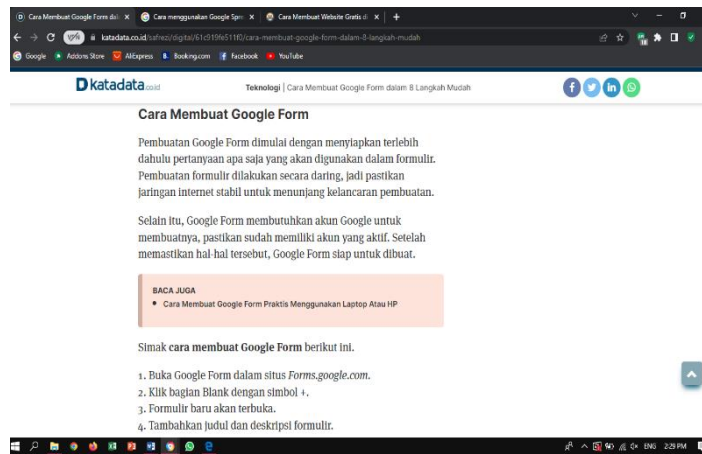 Cara Membuat Google Form dal
Cara menggunakan Google Spre
Cara Membuat Website Gratis di
VPN
katadata.co.id/safrezi/digital/61c919fe511f0/cara-membuat-google-form-dalam-8-langkah-mudah
Google
Addons Store
AliExpress
Booking.com
Facebook
YouTube
D katadata.co.id
Teknologi | Cara Membuat Google Form dalam 8 Langkah Mudah
Cara Membuat Google Form
Pembuatan Google Form dimulai dengan menyiapkan terlebih
dahulu pertanyaan apa saja yang akan digunakan dalam formulir.
Pembuatan formulir dilakukan secara daring, jadi pastikan
jaringan internet stabil untuk menunjang kelancaran pembuatan.
Selain itu, Google Form membutuhkan akun Google untuk
membuatnya, pastikan sudah memiliki akun yang aktif. Setelah
memastikan hal-hal tersebut, Google Form siap untuk dibuat.
BACA JUGA
• Cara Membuat Google Form Praktis Menggunakan Laptop Atau HP
Simak cara membuat Google Form berikut ini.
1. Buka Google Form dalam situs Forms.google.com.
2. Klik bagian Blank dengan simbol +.
3. Formulir baru akan terbuka.
4. Tambahkan judul dan deskripsi formulir.
ENG 2:29 PM